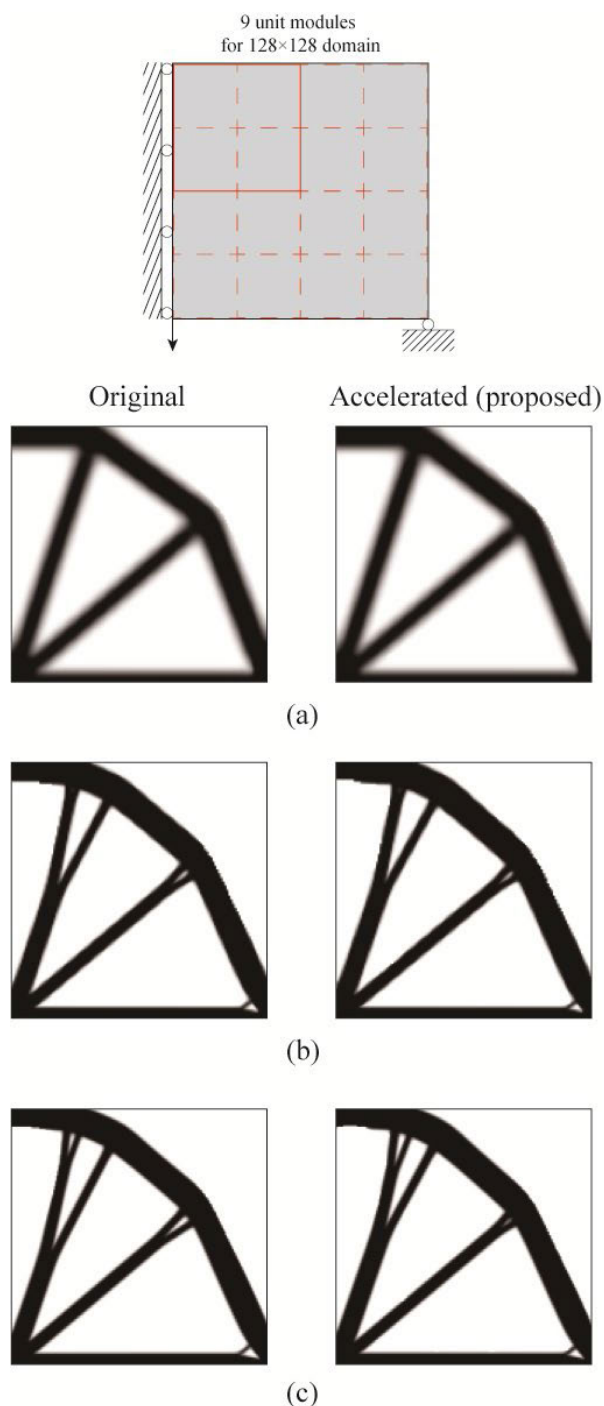 9 unit modules
for 128×128 domain
Original
Accelerated (proposed)
(a)
(b)
(c)